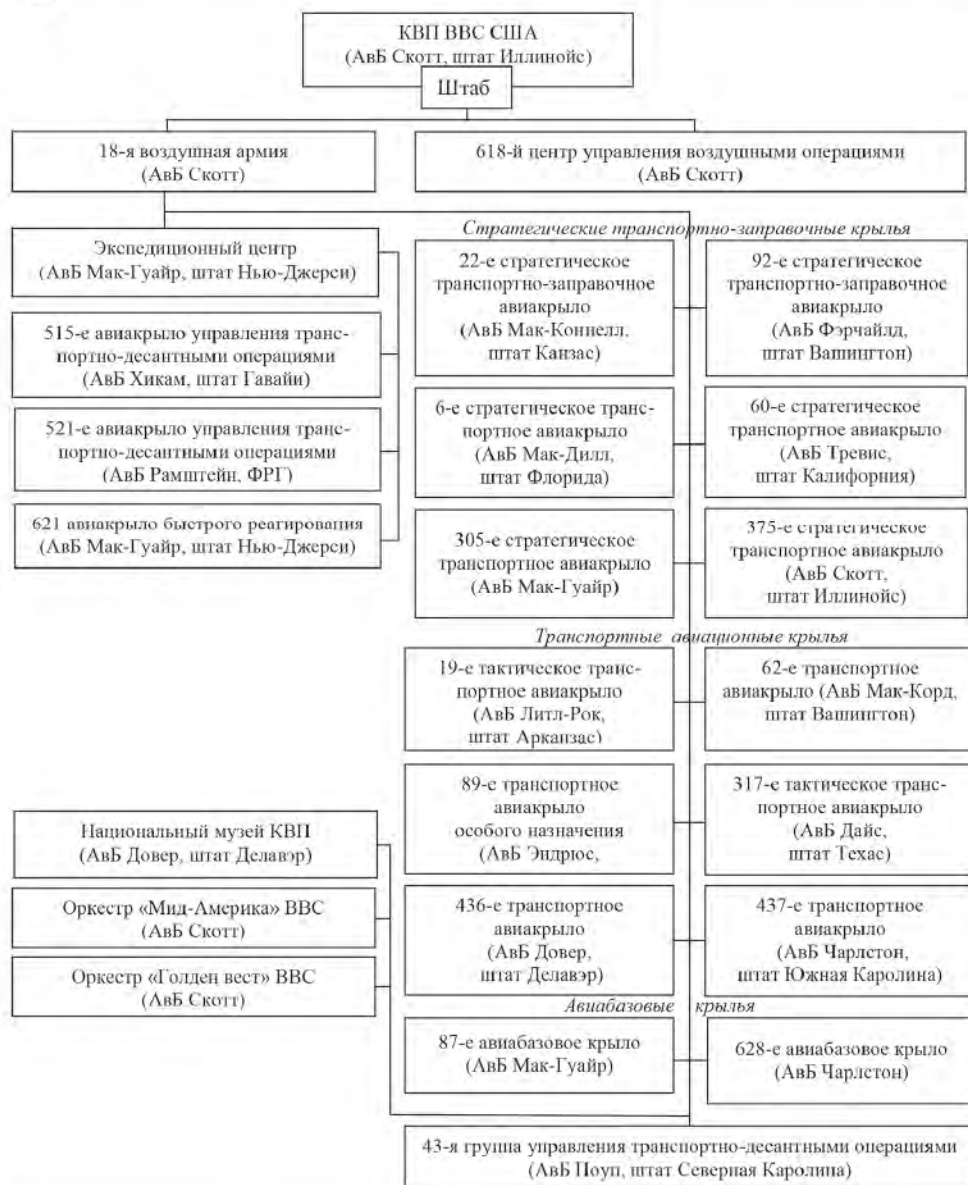 КВП ВВС США
(АвБ Скотт, штат Иллинойс)
Штаб
18-я воздушная армия
(АвБ Скотт)
618-й центр управления воздушными операциями
(АвБ Скотт)
Экспедиционный центр
(АвБ Мак-Гуайр, штат Нью-Джерси)
515-е авиакрыло управления транс-
портно-десантными операциями
(АвБ Хикам, штат Гавайи)
521-е авиакрыло управления транс-
портно-десантными операциями
(АвБ Рамштейн, ФРГ)
621 авиакрыло быстрого реагирования
(АвБ Мак-Гуайр, штат Нью-Джерси)
Стратегические транспортно-заправочные крылья
22-е стратегическое
транспортно-заправочное
авиакрыло
(АвБ Мак-Коннелл,
штат Канзас)
92-е стратегическое
транспортно-заправочное
авиакрыло
(АвБ Фэрчайлд,
штат Вашингтон)
6-е стратегическое транс-
портное авиакрыло
(АвБ Мак-Дилл,
штат Флорида)
60-е стратегическое
транспортное авиакрыло
(АвБ Тревис,
штат Калифорния)
305-е стратегическое
транспортное авиакрыло
(АвБ Мак-Гуайр)
375-е стратегическое
транспортное авиакрыло
(АвБ Скотт,
штат Иллинойс)
Транспортные авиационные крылья
19-е тактическое транс-
портное авиакрыло
(АвБ Литл-Рок,
штат Арканзас)
62-е транспортное
авиакрыло (АвБ Мак-Корд,
штат Вашингтон)
89-е транспортное
авиакрыло
особого назначения
(АвБ Эндрюс,
317-е тактическое транс-
портное авиакрыло
(АвБ Дайс,
штат Техас)
436-е транспортное
авиакрыло
(АвБ Довер,
штат Делавэр)
437-е транспортное
авиакрыло
(АвБ Чарлстон,
штат Южная Каролина)
Национальный музей КВП
(АвБ Довер, штат Делавэр)
Оркестр «Мид-Америка» ВВС
(АвБ Скотт)
Оркестр «Голден вест» ВВС
(АвБ Скотт)
Авиабазовые крылья
87-е авиабазовое крыло
(АвБ Мак-Гуайр)
628-е авиабазовое крыло
(АвБ Чарлстон)
43-я группа управления транспортно-десантными операциями
(АвБ Поуп, штат Северная Каролина)